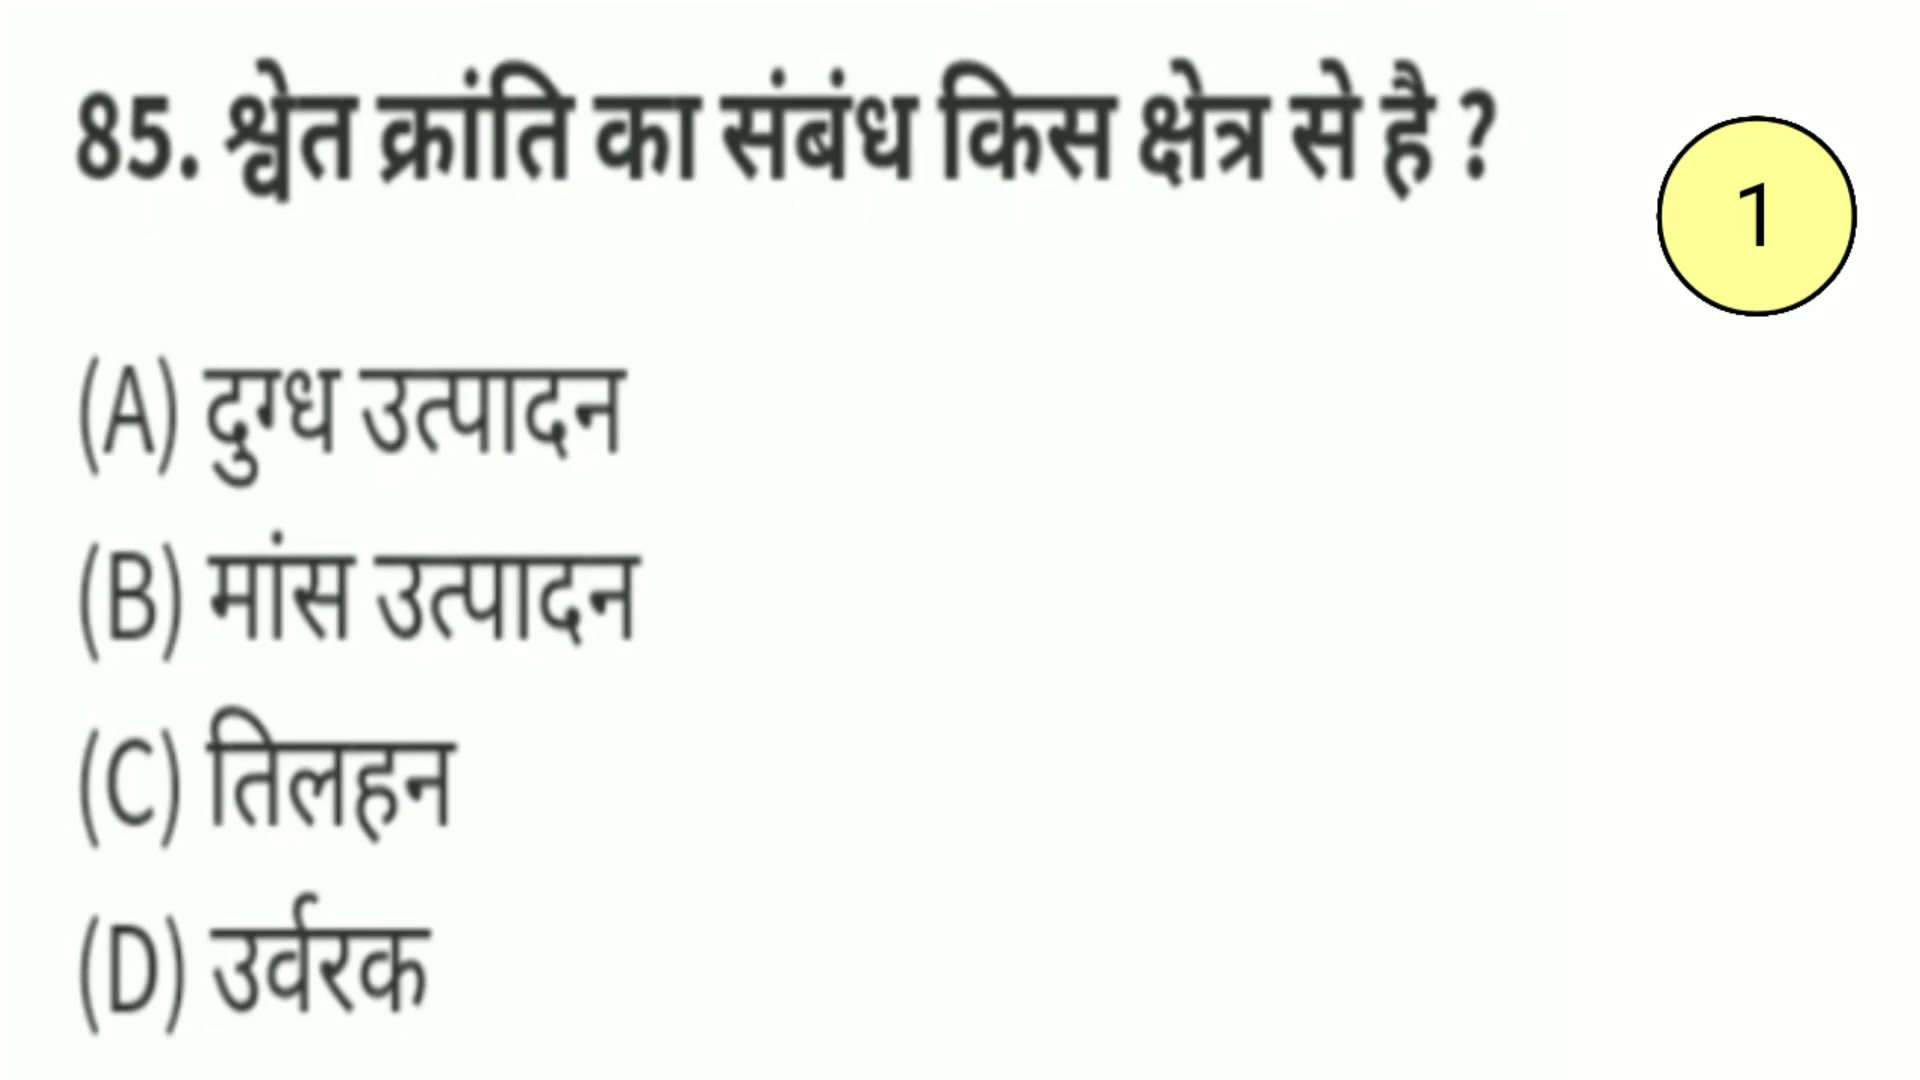 85. श्वेत क्रांति का संबंध किस क्षेत्र से है ?
1
(A) दुग्ध उत्पादन
(B) मांस उत्पादन
(C) तिलहन
(D) उर्वरक